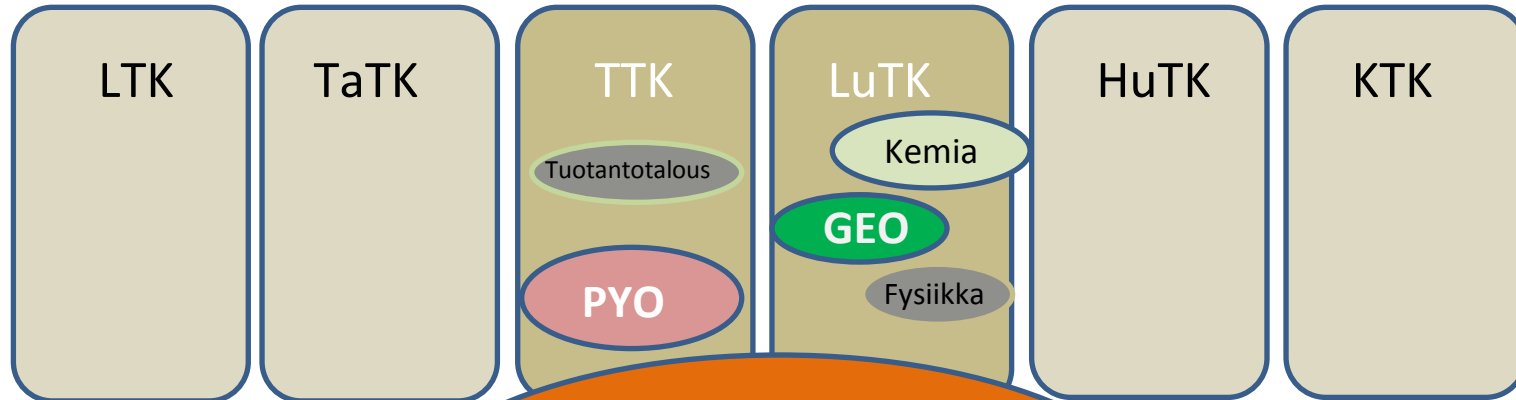 LTK
TaTK
TTK
LuTK
HuTK
KTK
Kemia
Tuotantotalous
GEO
PYO
Fysiikka